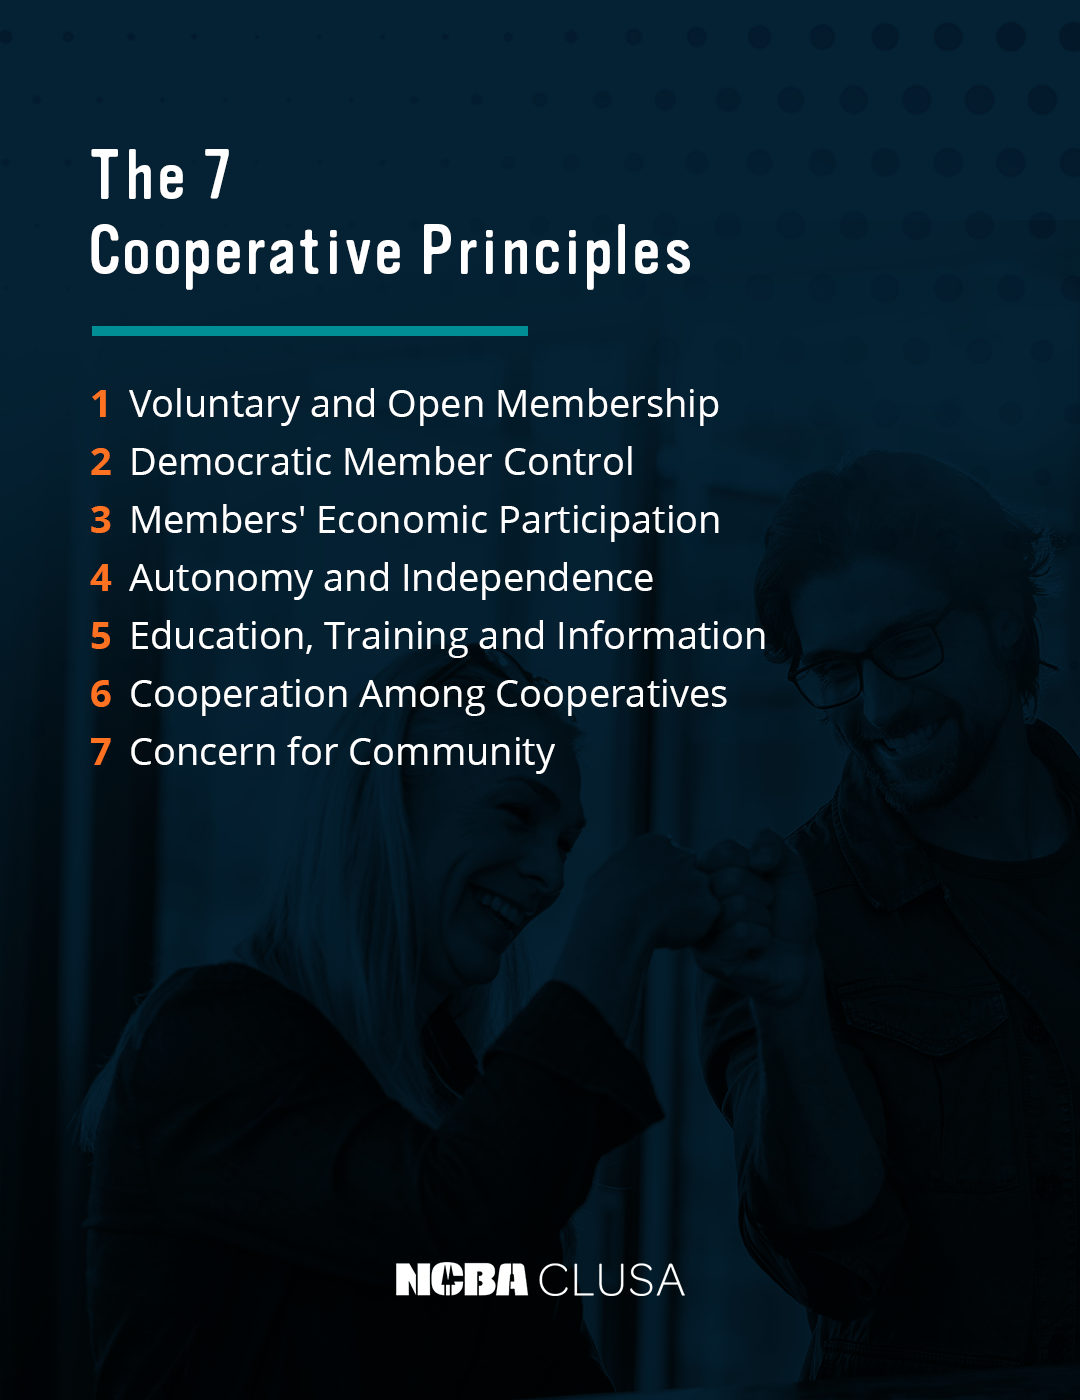 The 7
Cooperative Principles
1 Voluntary and Open Membership
2 Democratic Member Control
3 Members' Economic Participation
4 Autonomy and Independence
5 Education, Training and Information
6 Cooperation Among Cooperatives
7 Concern for Community
NCBA CLUSA